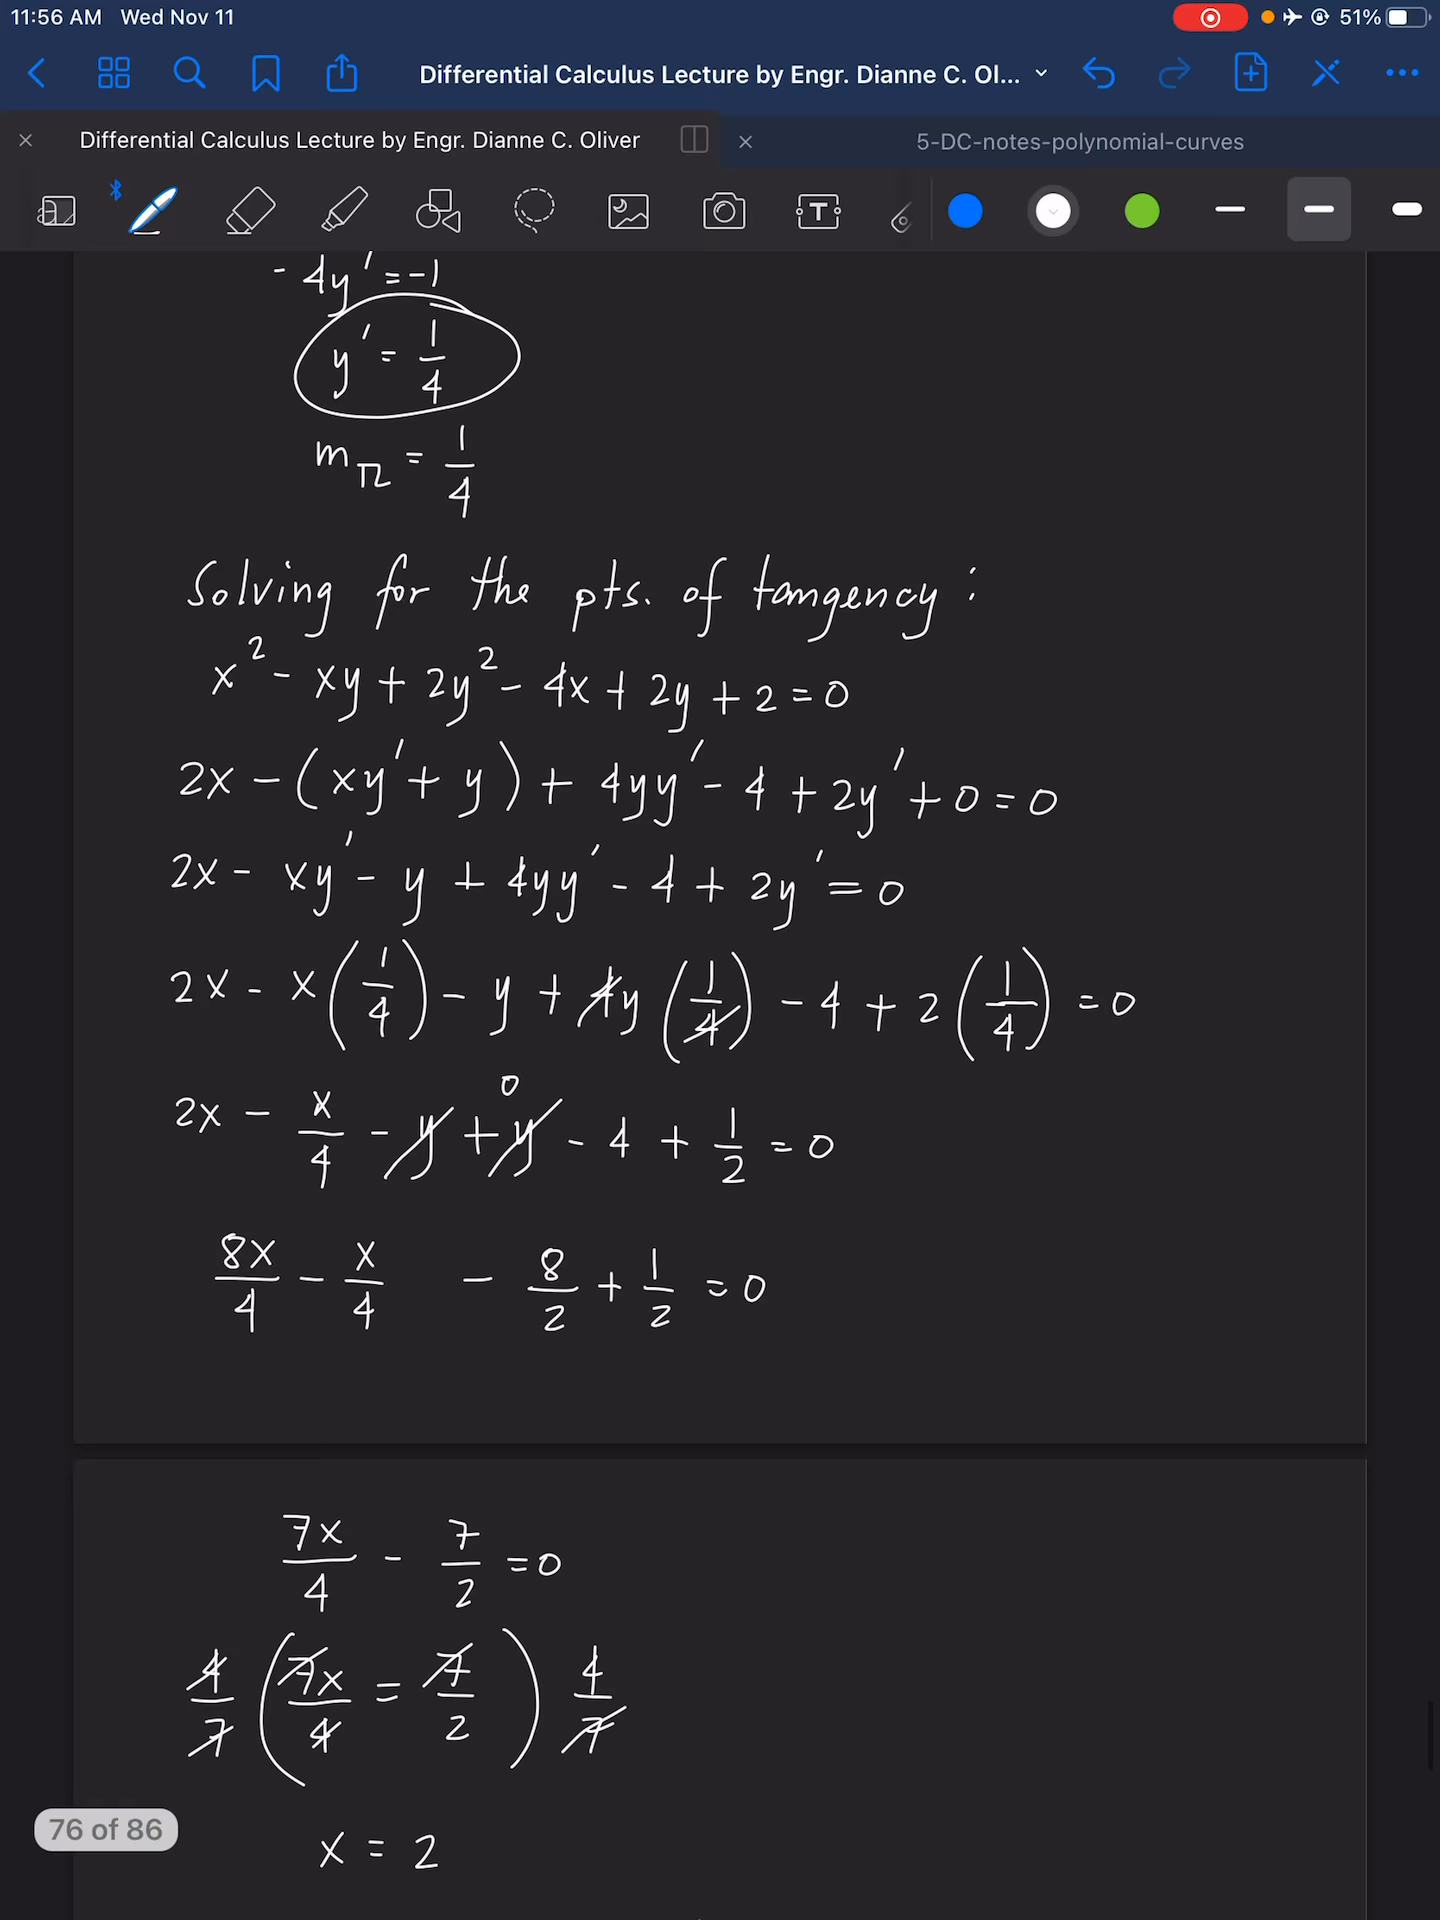 11:56 AM Wed Nov 11
51%
Differential Calculus Lecture by Engr. Dianne C. Ol...
Differential Calculus Lecture by Engr. Dianne C. Oliver
5-DC-notes-polynomial-curves
- 4y' = -1
y' = 1/4
m_TL = 1/4
Solving for the pts. of tangency :
x² - xy + 2y² - 4x + 2y + 2 = 0
2x - (xy' + y) + 4yy' - 4 + 2y' + 0 = 0
2x - xy' - y + 4yy' - 4 + 2y' = 0
2x - x(1/4) - y + 4y(1/4) - 4 + 2(1/4) = 0
0
2x - x/4 - y + y - 4 + 1/2 = 0
8x/4 - x/4 - 8/2 + 1/2 = 0
7x/4 - 7/2 = 0
4/7 (7x/4 = 7/2) 4/7
x = 2
76 of 86